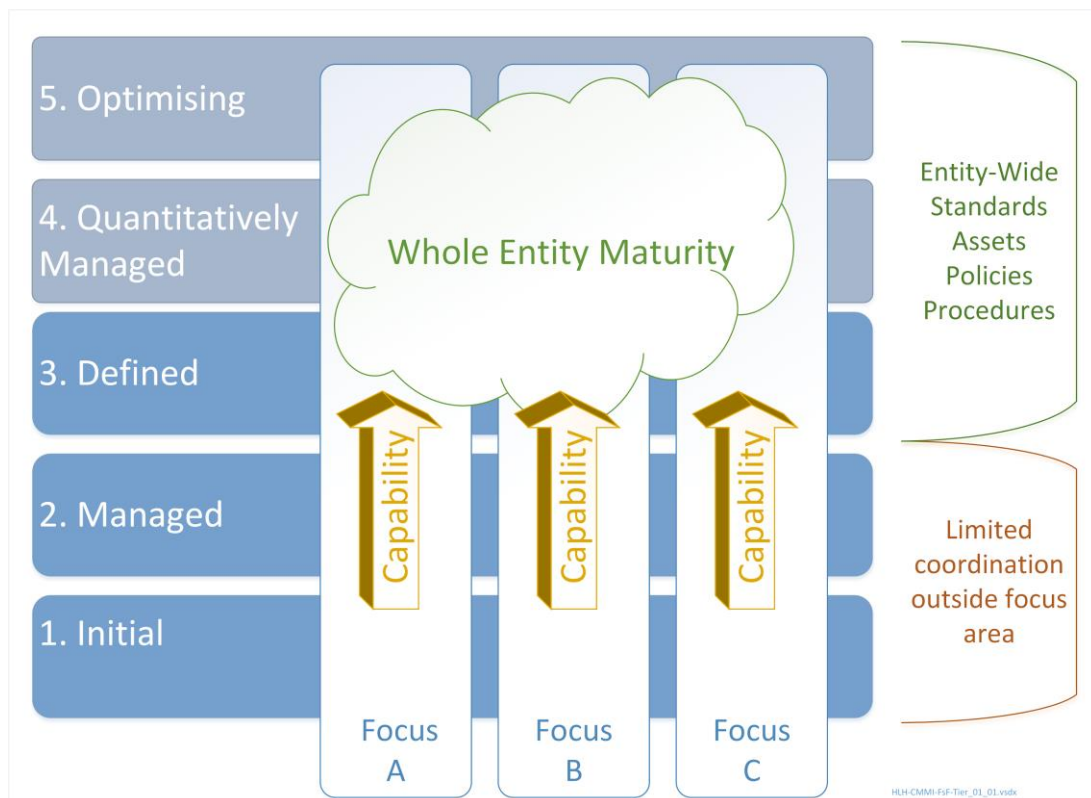 5. Optimising
4. Quantitatively
Managed
3. Defined
2. Managed
1. Initial
Whole Entity Maturity
Capability
Capability
Capability
Focus
A
Focus
B
Focus
C
Entity-Wide
Standards
Assets
Policies
Procedures
Limited
coordination
outside focus
area
HLH-CMMI-FsF-Tier_01_01.vsdx